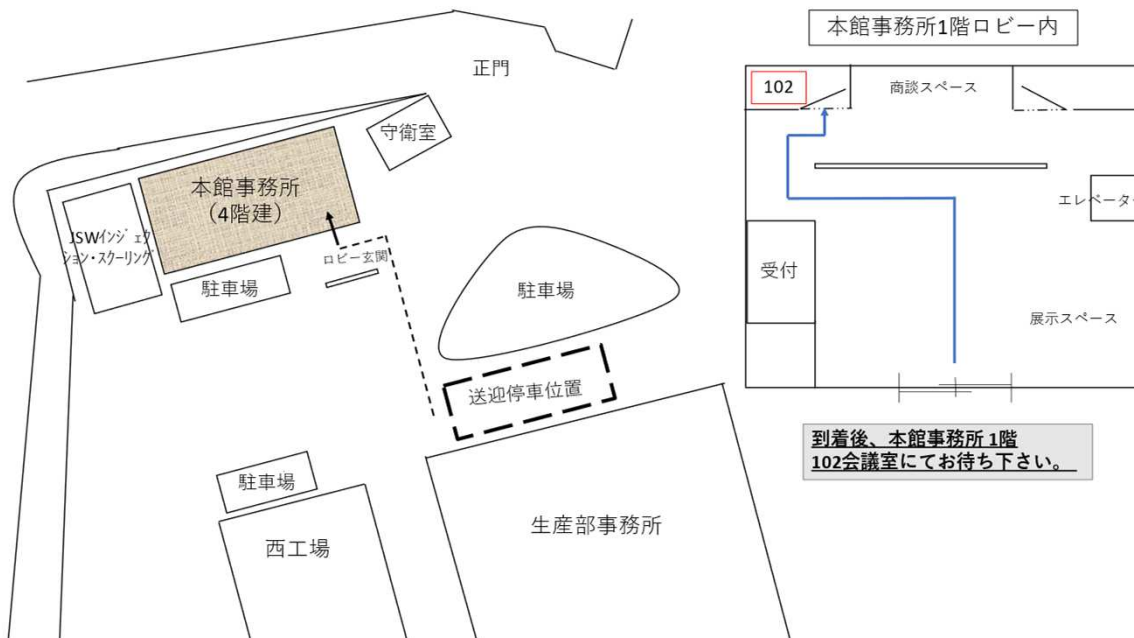 正門
守衛室
本館事務所
（4階建）
JSWインジェク
ション・スクーリング
ロビー玄関
駐車場
駐車場
送迎停車位置
駐車場
西工場
生産部事務所
本館事務所1階ロビー内
102
商談スペース
エレベータ
受付
展示スペース
到着後、本館事務所 1階
102会議室にてお待ち下さい。